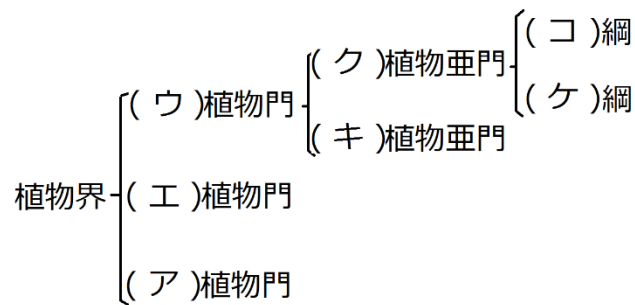 ( コ )綱
( ク )植物亜門
( ケ )綱
( ウ )植物門
( キ )植物亜門
植物界
( エ )植物門
( ア )植物門